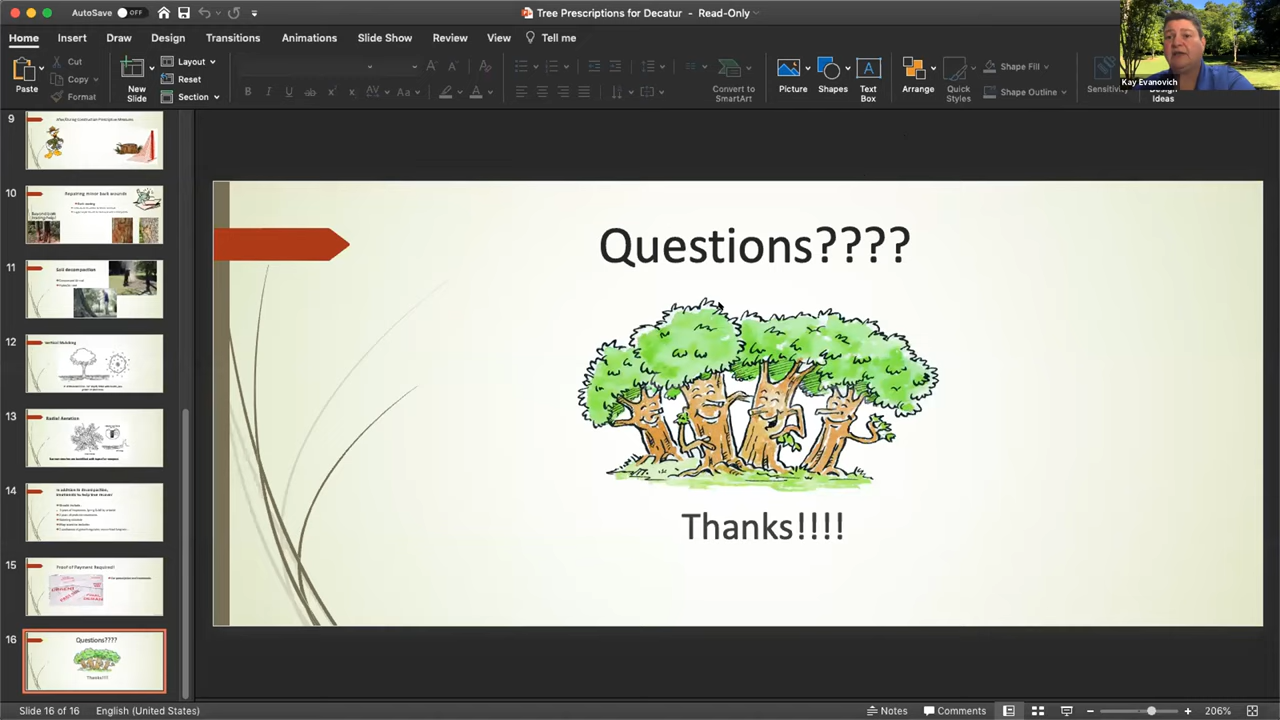 AutoSave OFF
Tree Prescriptions for Decatur - Read-Only
Home Insert Draw Design Transitions Animations Slide Show Review View Tell me
Paste
Cut
Copy
Format
New
Slide
Layout
Reset
Section
Convert to
SmartArt
Picture
Shapes
Text
Box
Arrange
Quick
Styles
Shape Fill
Shape Outline
Sensitivity
Design
Ideas
Kay Evanovich
9
10
Repairing minor bark wounds
11
Soil decompaction
12
Vertical Mulching
13
Radial Aeration
14
15
Proof of Payment Required!
16
Questions????
Thanks!!!!
Questions????
Thanks!!!!
Slide 16 of 16 English (United States)
Notes Comments 206%